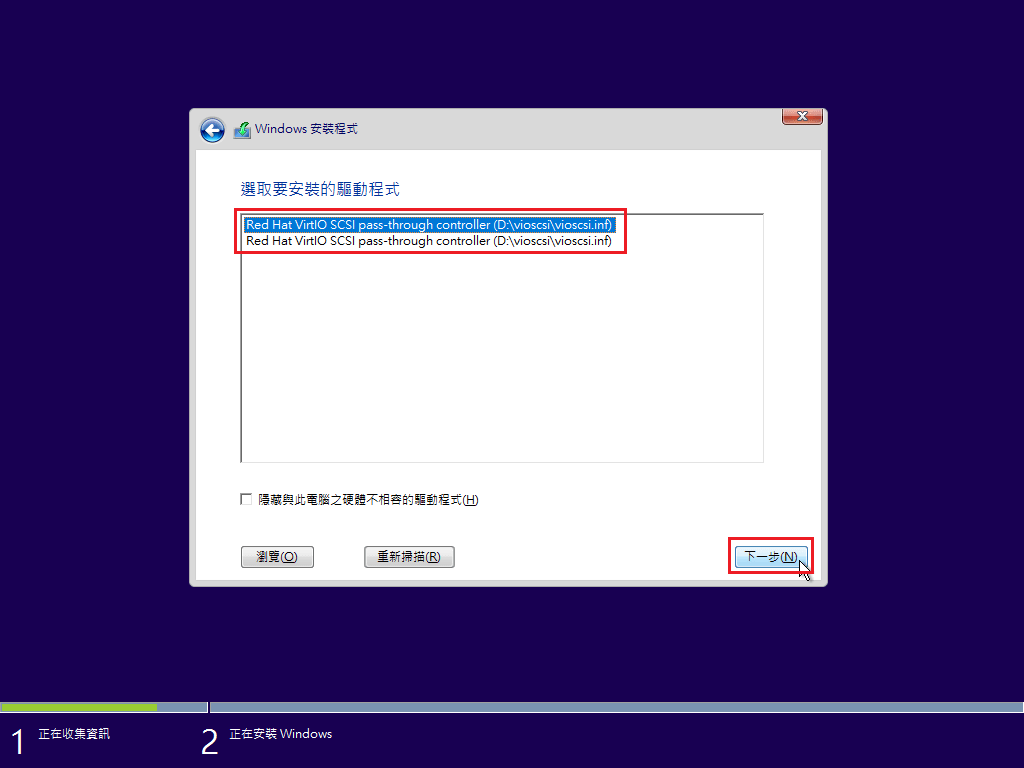 Windows 安裝程式
選取要安裝的驅動程式
Red Hat VirtIO SCSI pass-through controller (D:\vioscsi\vioscsi.inf)
Red Hat VirtIO SCSI pass-through controller (D:\vioscsi\vioscsi.inf)
隱藏與此電腦之硬體不相容的驅動程式(H)
瀏覽(O)
重新掃描(R)
下一步(N)
1 正在收集資訊
2 正在安裝 Windows